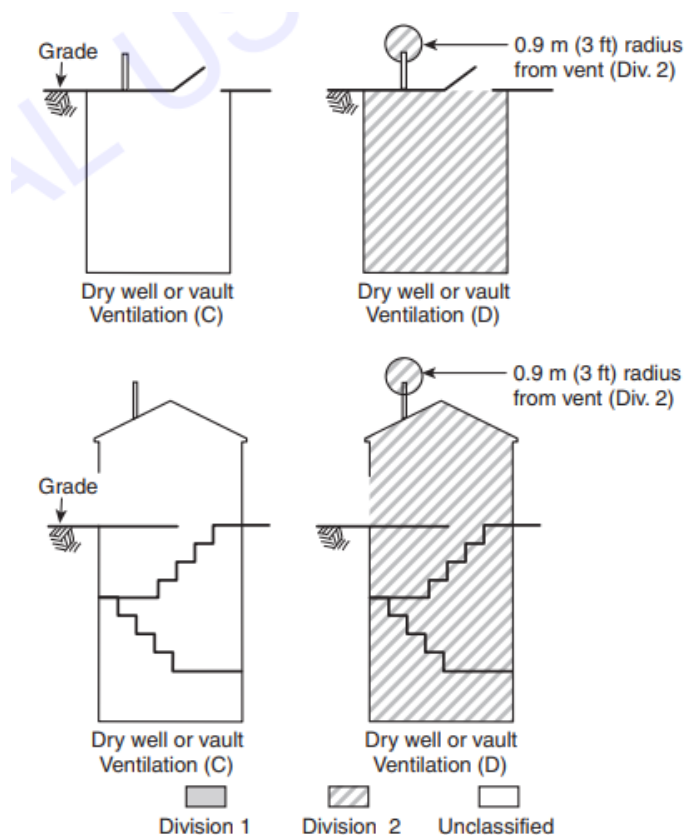 AL US
Grade
0.9 m (3 ft) radius
from vent (Div. 2)
Dry well or vault
Ventilation (C)
Dry well or vault
Ventilation (D)
0.9 m (3 ft) radius
from vent (Div. 2)
Grade
Dry well or vault
Ventilation (C)
Dry well or vault
Ventilation (D)
Division 1
Division 2
Unclassified